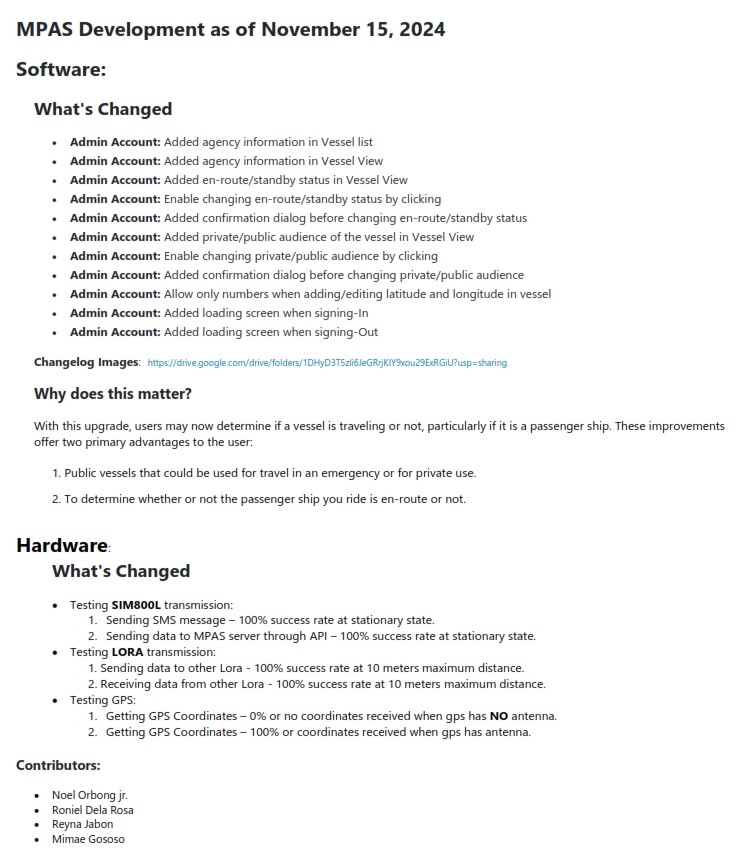 MPAS Development as of November 15, 2024
Software:
What's Changed
• Admin Account: Added agency information in Vessel list
• Admin Account: Added agency information in Vessel View
• Admin Account: Added en-route/standby status in Vessel View
• Admin Account: Enable changing en-route/standby status by clicking
• Admin Account: Added confirmation dialog before changing en-route/standby status
• Admin Account: Added private/public audience of the vessel in Vessel View
• Admin Account: Enable changing private/public audience by clicking
• Admin Account: Added confirmation dialog before changing private/public audience
• Admin Account: Allow only numbers when adding/editing latitude and longitude in vessel
• Admin Account: Added loading screen when signing-In
• Admin Account: Added loading screen when signing-Out
Changelog Images: https://drive.google.com/drive/folders/1DHyD3T5zli6JeGRrjKIY9xou29ExRGiU?usp=sharing
Why does this matter?
With this upgrade, users may now determine if a vessel is traveling or not, particularly if it is a passenger ship. These improvements
offer two primary advantages to the user:
1. Public vessels that could be used for travel in an emergency or for private use.
2. To determine whether or not the passenger ship you ride is en-route or not.
Hardware:
What's Changed
• Testing SIM800L transmission:
1. Sending SMS message – 100% success rate at stationary state.
2. Sending data to MPAS server through API – 100% success rate at stationary state.
• Testing LORA transmission:
1. Sending data to other Lora - 100% success rate at 10 meters maximum distance.
2. Receiving data from other Lora - 100% success rate at 10 meters maximum distance.
• Testing GPS:
1. Getting GPS Coordinates – 0% or no coordinates received when gps has NO antenna.
2. Getting GPS Coordinates – 100% or coordinates received when gps has antenna.
Contributors:
• Noel Orbong jr.
• Roniel Dela Rosa
• Reyna Jabon
• Mimae Gososo